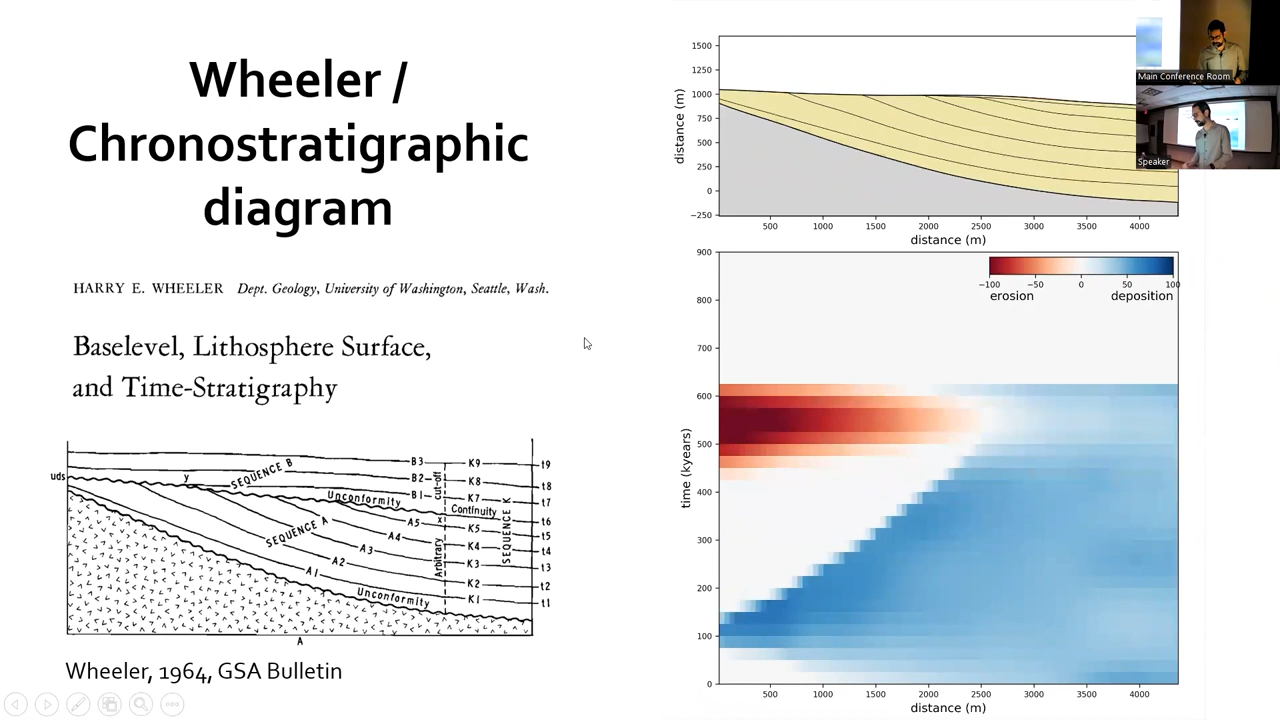 Wheeler /
Chronostratigraphic
diagram
HARRY E. WHEELER Dept. Geology, University of Washington, Seattle, Wash.
Baselevel, Lithosphere Surface,
and Time-Stratigraphy
uds
y
SEQUENCE B
SEQUENCE A
Unconformity
Continuity
cut-off
x
Arbitrary
SEQUENCE K
B3
B2
B1
A5
A4
A3
A2
A1
Unconformity
K9
K8
K7
K5
K4
K3
K2
K1
t9
t8
t7
t6
t5
t4
t3
t2
t1
A
Wheeler, 1964, GSA Bulletin
distance (m)
1500
1250
1000
750
500
250
0
−250
500
1000
1500
2000
2500
3000
3500
4000
distance (m)
time (kyears)
900
800
700
600
500
400
300
200
100
0
−100
−50
0
50
100
erosion
deposition
500
1000
1500
2000
2500
3000
3500
4000
distance (m)
Main Conference Room
Speaker